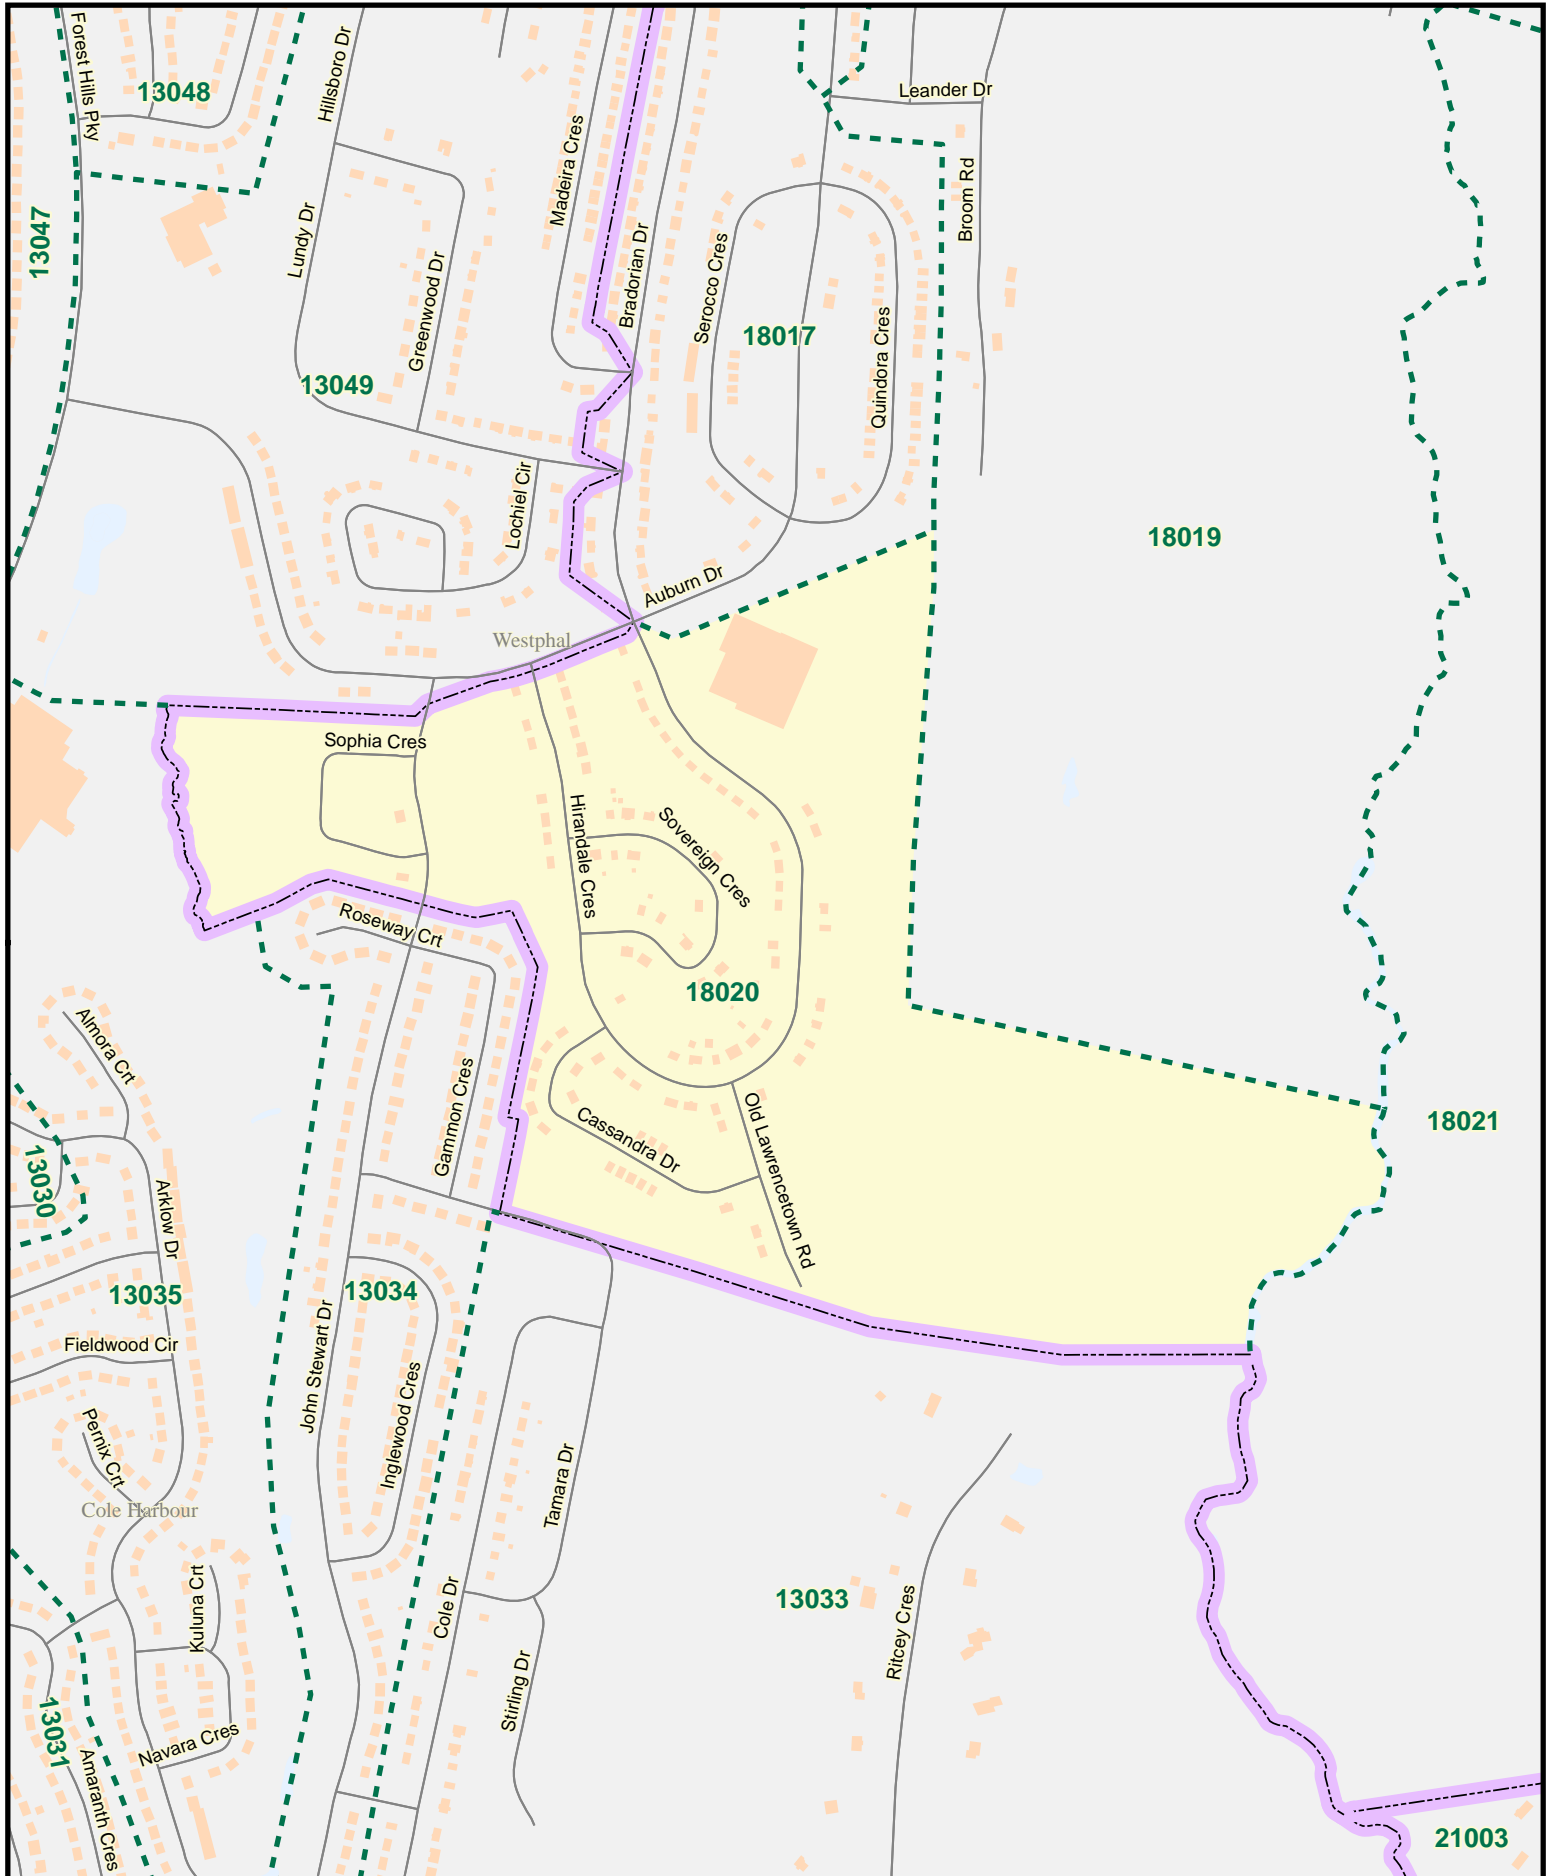 Forest Hills Pky
13048
Hillsboro Dr
Leander Dr
Madeira Cres
Broom Rd
13047
Lundy Dr
Greenwood Dr
Bradorian Dr
Serocco Cres
18017
Quindora Cres
13049
Lochiel Cir
18019
Auburn Dr
Westphal
Sophia Cres
Hirandale Cres
Sovereign Cres
Roseway Crt
18020
Almora Crt
Gammon Cres
Cassandra Dr
Old Lawrencetown Rd
18021
13030
Arklow Dr
13035
13034
Fieldwood Cir
John Stewart Dr
Inglewood Cres
Pernix Crt
Tamara Dr
Cole Harbour
Kuluna Crt
Cole Dr
13033
Ritcey Cres
Stirling Dr
13031
Navara Cres
Amaranth Cres
21003